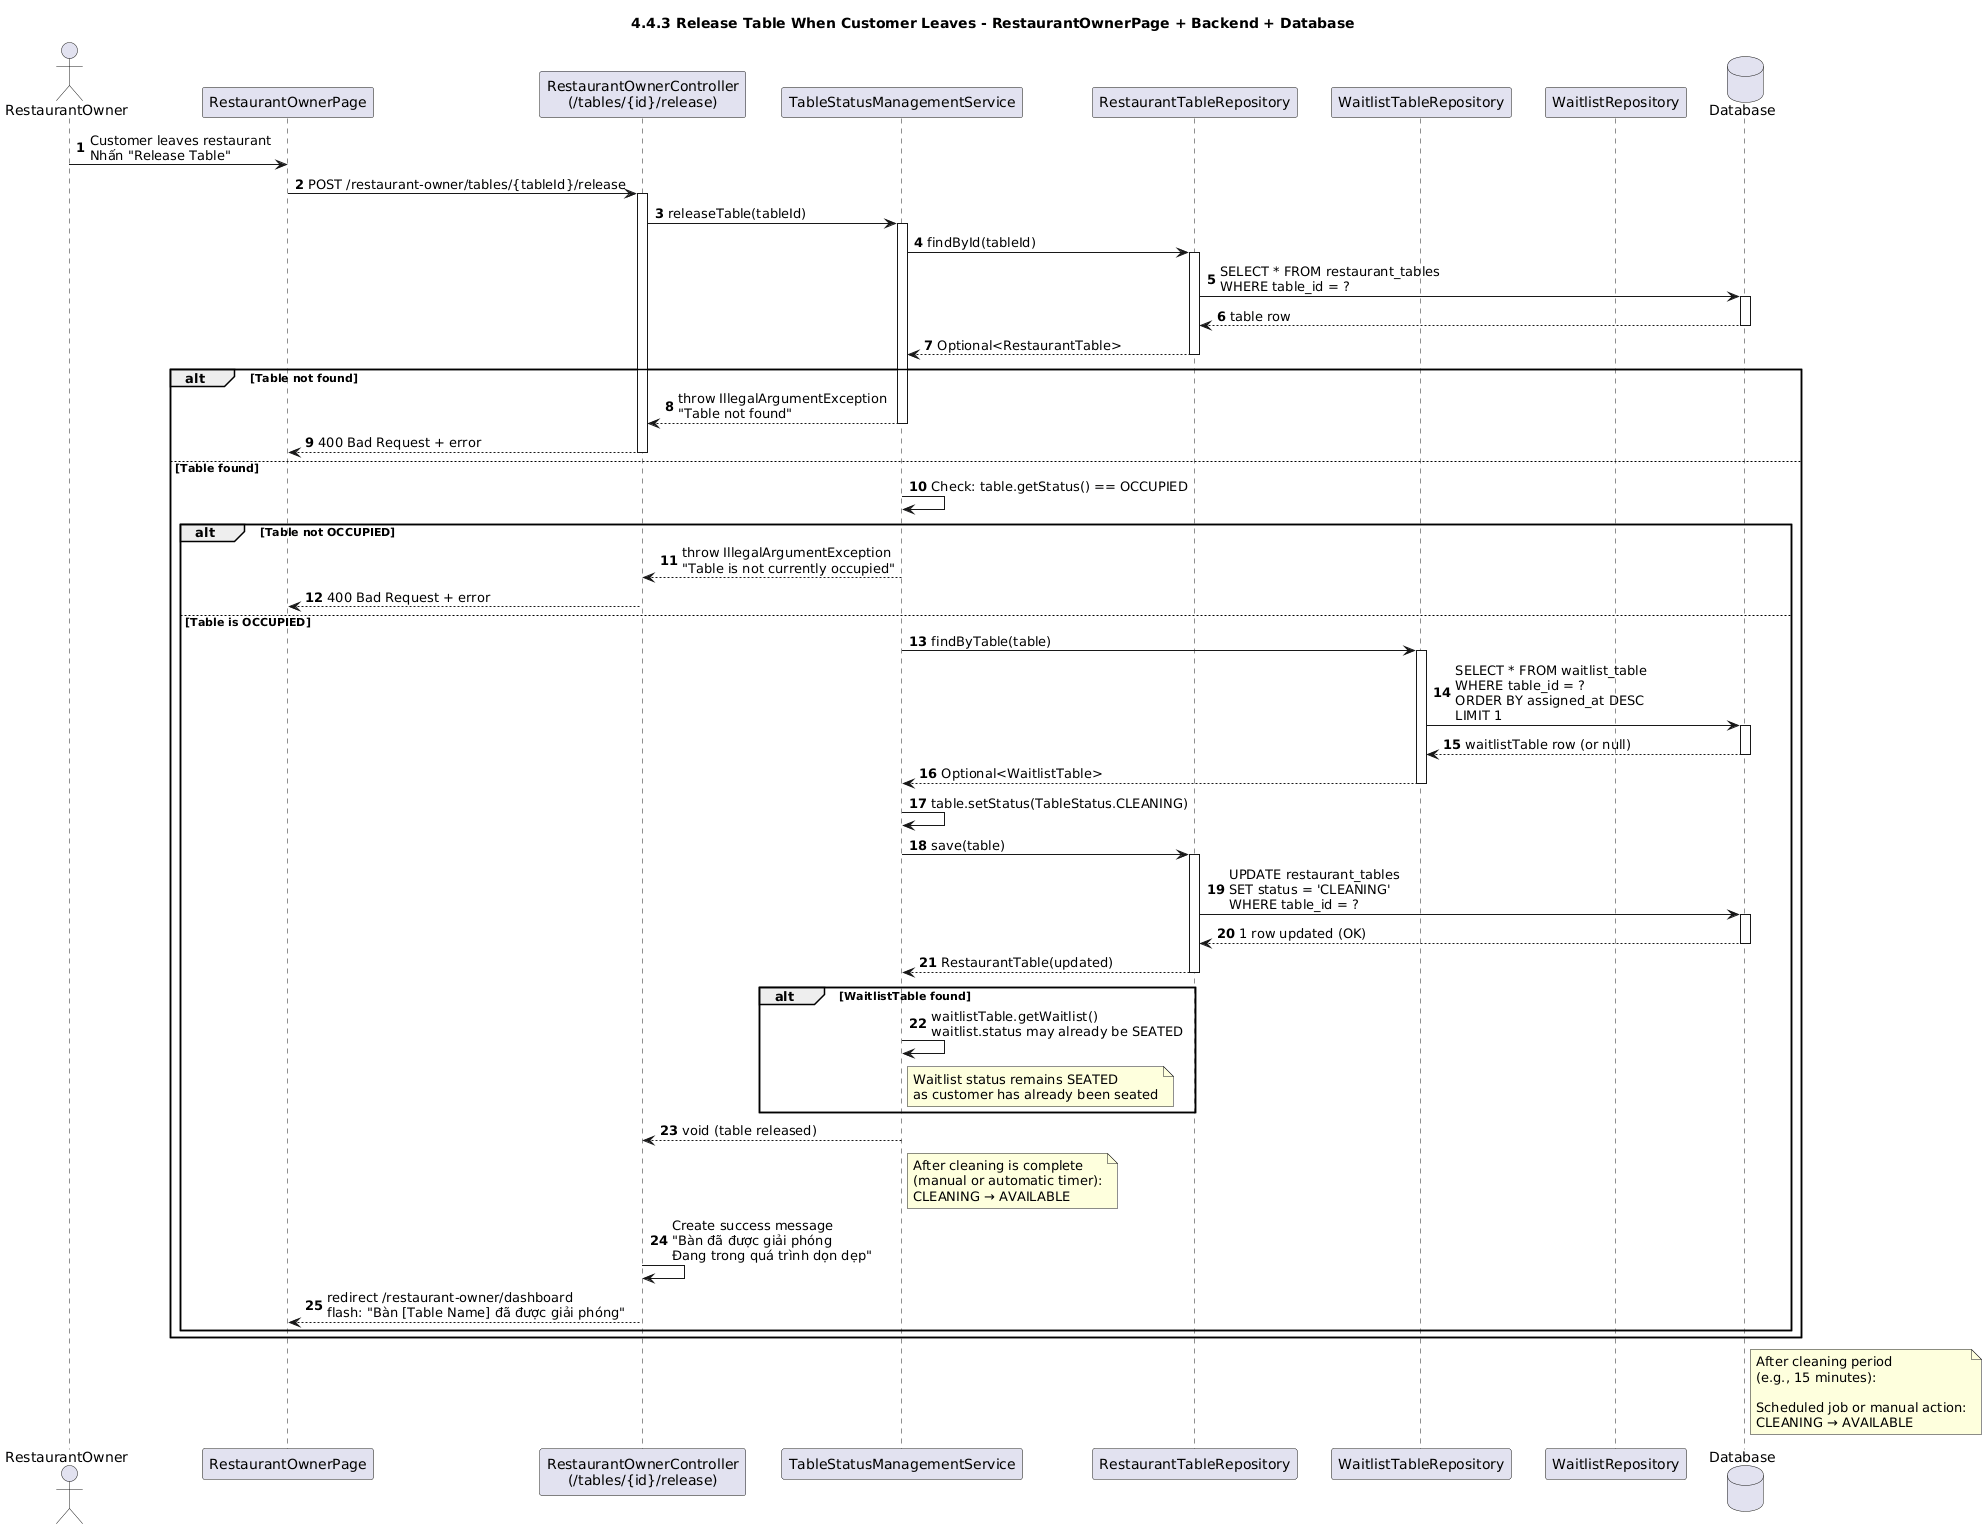 4.4.3 Release Table When Customer Leaves - RestaurantOwnerPage + Backend + Database
RestaurantOwner
RestaurantOwnerPage
RestaurantOwnerController
(/tables/{id}/release)
TableStatusManagementService
RestaurantTableRepository
WaitlistTableRepository
WaitlistRepository
Database
1 Customer leaves restaurant
Nhấn "Release Table"
2 POST /restaurant-owner/tables/{tableId}/release
3 releaseTable(tableId)
4 findById(tableId)
5 SELECT * FROM restaurant_tables
WHERE table_id = ?
6 table row
7 Optional<RestaurantTable>
alt [Table not found]
8 throw IllegalArgumentException
"Table not found"
9 400 Bad Request + error
[Table found]
10 Check: table.getStatus() == OCCUPIED
alt [Table not OCCUPIED]
11 throw IllegalArgumentException
"Table is not currently occupied"
12 400 Bad Request + error
[Table is OCCUPIED]
13 findByTable(table)
14 SELECT * FROM waitlist_table
WHERE table_id = ?
ORDER BY assigned_at DESC
LIMIT 1
15 waitlistTable row (or null)
16 Optional<WaitlistTable>
17 table.setStatus(TableStatus.CLEANING)
18 save(table)
19 UPDATE restaurant_tables
SET status = 'CLEANING'
WHERE table_id = ?
20 1 row updated (OK)
21 RestaurantTable(updated)
alt [WaitlistTable found]
22 waitlistTable.getWaitlist()
waitlist.status may already be SEATED
Waitlist status remains SEATED
as customer has already been seated
23 void (table released)
After cleaning is complete
(manual or automatic timer):
CLEANING → AVAILABLE
24 Create success message
"Bàn đã được giải phóng
Đang trong quá trình dọn dẹp"
25 redirect /restaurant-owner/dashboard
flash: "Bàn [Table Name] đã được giải phóng"
After cleaning period
(e.g., 15 minutes):
Scheduled job or manual action:
CLEANING → AVAILABLE
RestaurantOwner
RestaurantOwnerPage
RestaurantOwnerController
(/tables/{id}/release)
TableStatusManagementService
RestaurantTableRepository
WaitlistTableRepository
WaitlistRepository
Database